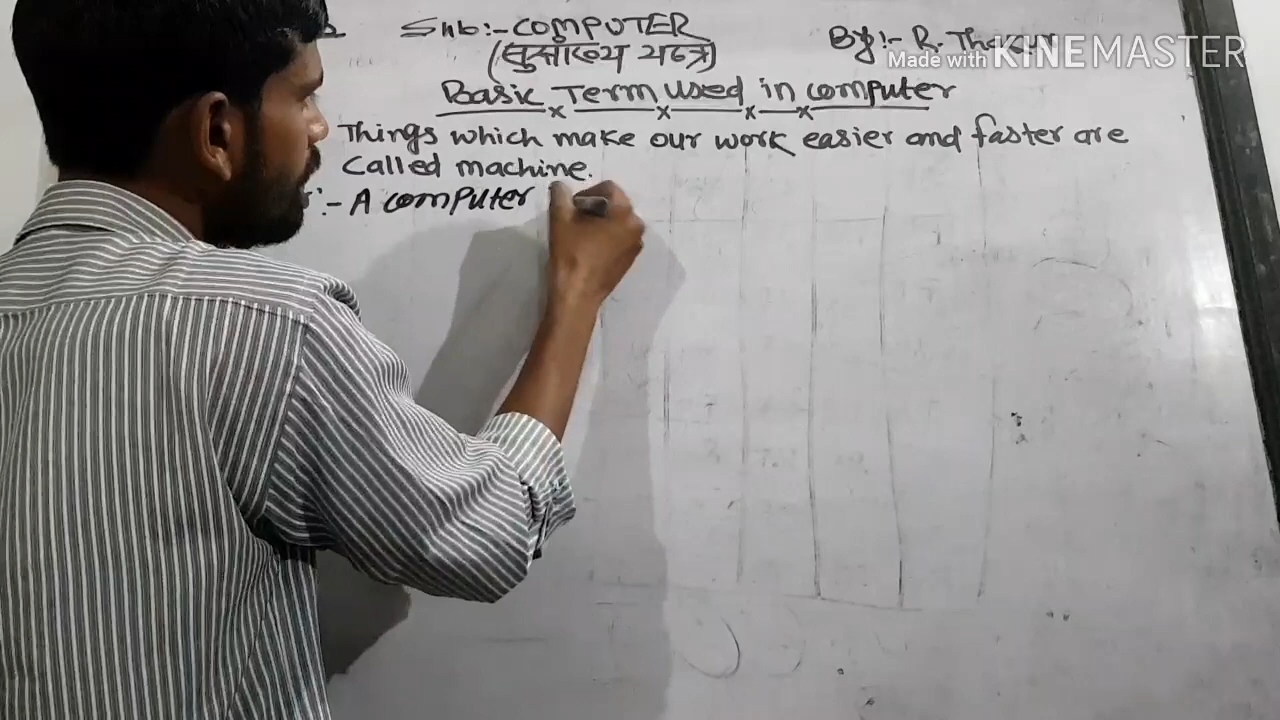 Sub:- COMPUTER
By:- R. Thakur
Made with KINEMASTER
Basic Term used in computer
Things which make our work easier and faster are
called machine.
:- A computer